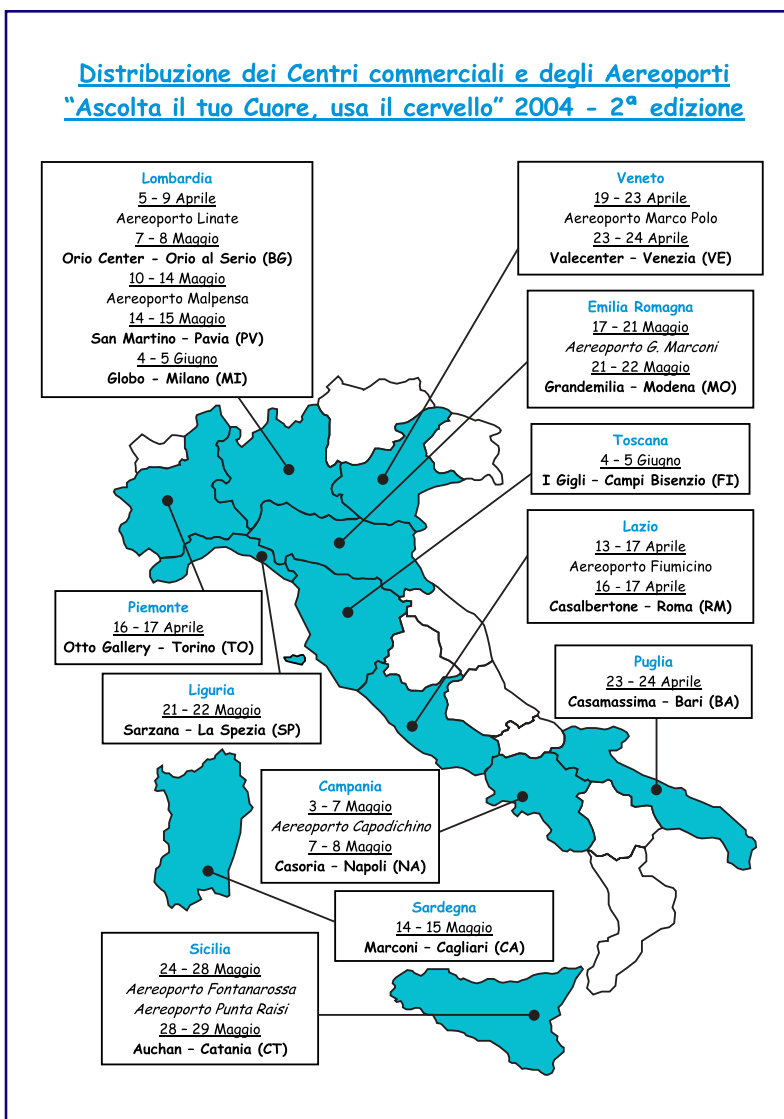 Distribuzione dei Centri commerciali e degli Aereoporti
“Ascolta il tuo Cuore, usa il cervello” 2004 - 2ª edizione
Lombardia
5 – 9 Aprile
Aereoporto Linate
7 – 8 Maggio
Orio Center - Orio al Serio (BG)
10 – 14 Maggio
Aereoporto Malpensa
14 – 15 Maggio
San Martino – Pavia (PV)
4 – 5 Giugno
Globo - Milano (MI)
Veneto
19 – 23 Aprile
Aereoporto Marco Polo
23 – 24 Aprile
Valecenter – Venezia (VE)
Emilia Romagna
17 – 21 Maggio
Aereoporto G. Marconi
21 – 22 Maggio
Grandemilia – Modena (MO)
Toscana
4 – 5 Giugno
I Gigli – Campi Bisenzio (FI)
Lazio
13 – 17 Aprile
Aereoporto Fiumicino
16 - 17 Aprile
Casalbertone – Roma (RM)
Piemonte
16 – 17 Aprile
Otto Gallery – Torino (TO)
Puglia
23 – 24 Aprile
Casamassima – Bari (BA)
Liguria
21 – 22 Maggio
Sarzana – La Spezia (SP)
Campania
3 – 7 Maggio
Aereoporto Capodichino
7 – 8 Maggio
Casoria – Napoli (NA)
Sardegna
14 – 15 Maggio
Marconi – Cagliari (CA)
Sicilia
24 – 28 Maggio
Aereoporto Fontanarossa
Aereoporto Punta Raisi
28 – 29 Maggio
Auchan – Catania (CT)